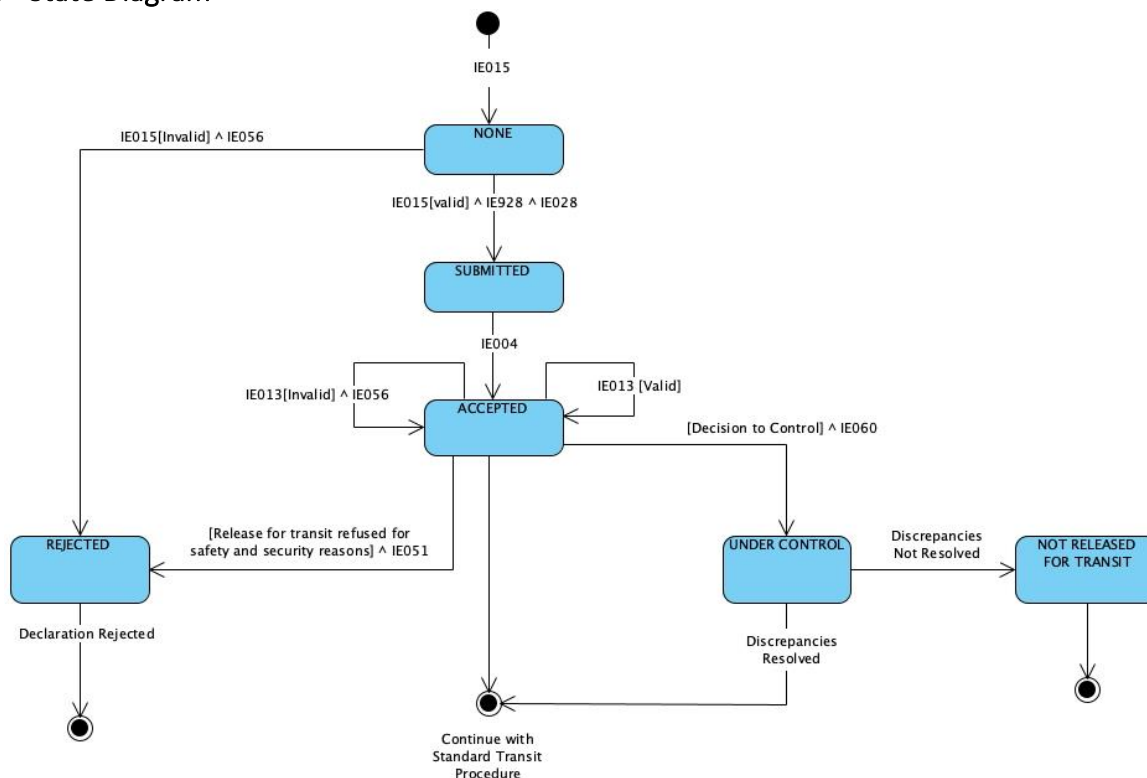 State Diagram
IE015
NONE
IE015[Invalid] ^ IE056
IE015[valid] ^ IE928 ^ IE028
SUBMITTED
IE004
IE013[Invalid] ^ IE056
IE013 [Valid]
ACCEPTED
[Decision to Control] ^ IE060
[Release for transit refused for
safety and security reasons] ^ IE051
REJECTED
UNDER CONTROL
Discrepancies
Not Resolved
NOT RELEASED
FOR TRANSIT
Declaration Rejected
Discrepancies
Resolved
Continue with
Standard Transit
Procedure